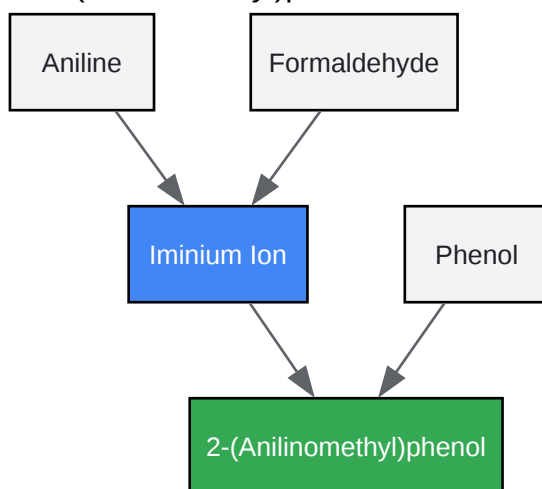 Aniline
Formaldehyde
Iminium Ion
Phenol
2-(Anilinomethyl)phenol